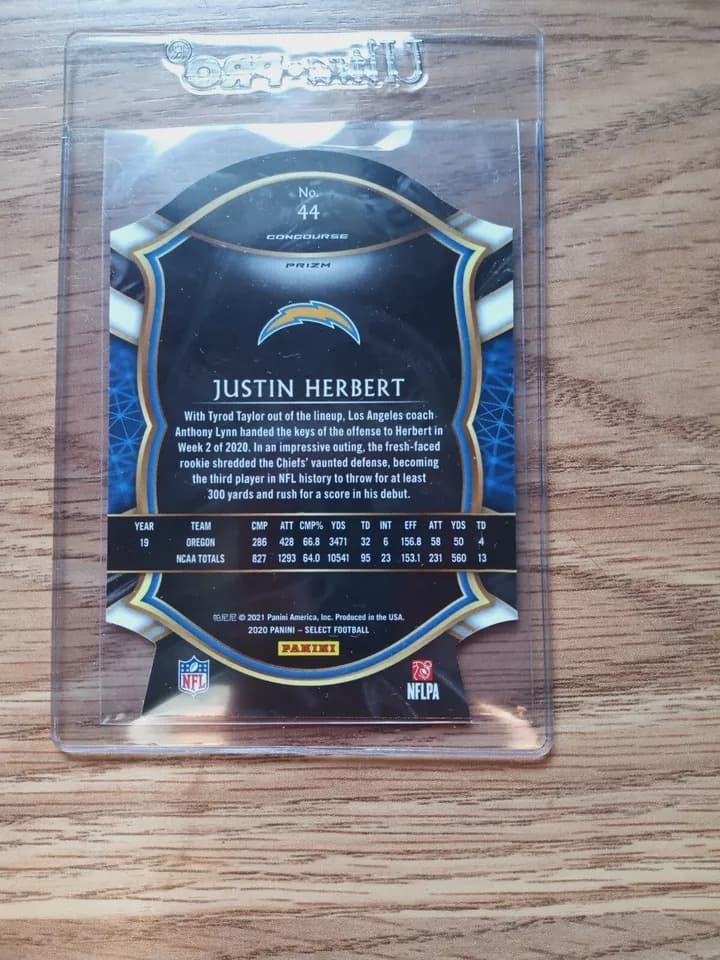 ULTRA•PRO®
No.
44
CONCOURSE
PRIZM
JUSTIN HERBERT
With Tyrod Taylor out of the lineup, Los Angeles coach
Anthony Lynn handed the keys of the offense to Herbert in
Week 2 of 2020. In an impressive outing, the fresh-faced
rookie shredded the Chiefs' vaunted defense, becoming
the third player in NFL history to throw for at least
300 yards and rush for a score in his debut.
YEAR TEAM CMP ATT CMP% YDS TD INT EFF ATT YDS TD
19 OREGON 286 428 66.8 3471 32 6 156.8 58 50 4
NCAA TOTALS 827 1293 64.0 10541 95 23 153.1 231 560 13
帕尼尼 © 2021 Panini America, Inc. Produced in the USA.
2020 PANINI – SELECT FOOTBALL
PANINI
NFL
NFLPA